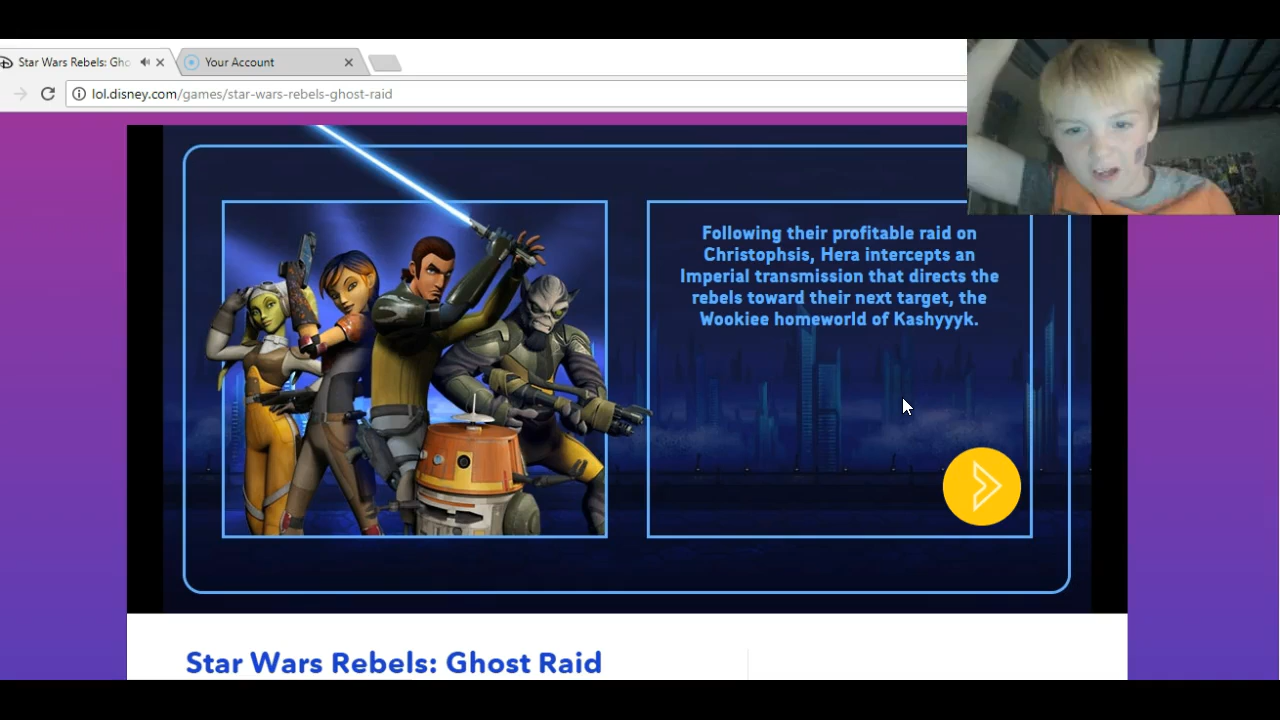 Star Wars Rebels: Gho
Your Account
lol.disney.com/games/star-wars-rebels-ghost-raid
Following their profitable raid on
Christophsis, Hera intercepts an
Imperial transmission that directs the
rebels toward their next target, the
Wookiee homeworld of Kashyyyk.
Star Wars Rebels: Ghost Raid